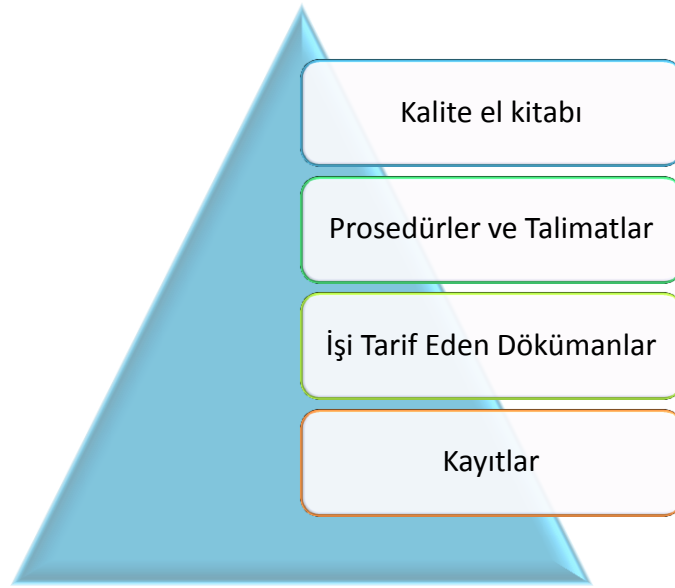 Kalite el kitabı
Prosedürler ve Talimatlar
İşi Tarif Eden Dökümanlar
Kayıtlar